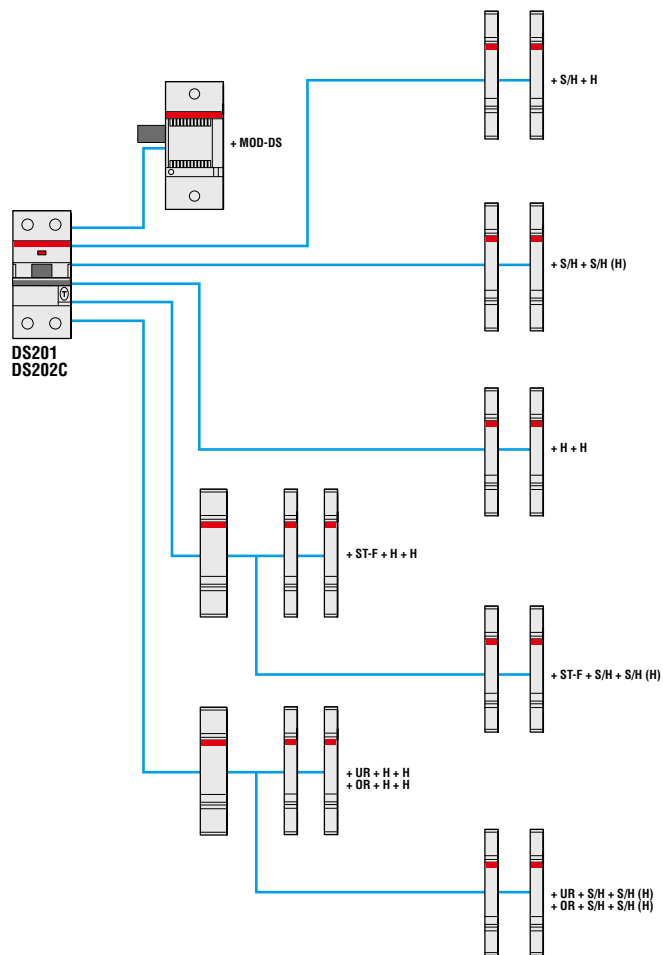 + S/H + H
+ MOD-DS
+ S/H + S/H (H)
T
DS201
DS202C
+ H + H
+ ST-F + H + H
+ ST-F + S/H + S/H (H)
+ UR + H + H
+ OR + H + H
+ UR + S/H + S/H (H)
+ OR + S/H + S/H (H)